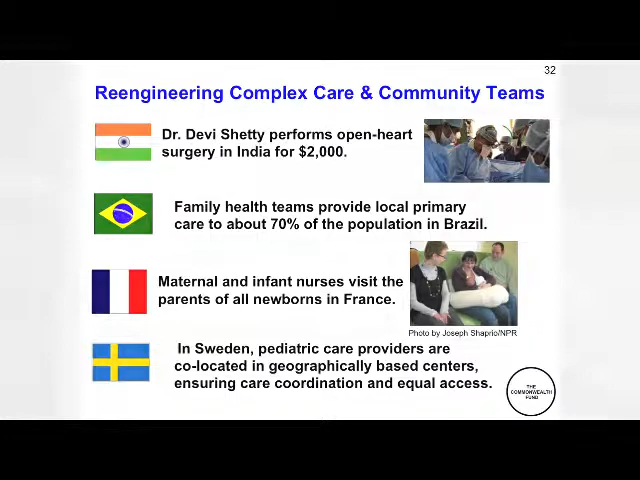 32
Reengineering Complex Care & Community Teams
Dr. Devi Shetty performs open-heart
surgery in India for $2,000.
Family health teams provide local primary
care to about 70% of the population in Brazil.
Maternal and infant nurses visit the
parents of all newborns in France.
Photo by Joseph Shaprio/NPR
In Sweden, pediatric care providers are
co-located in geographically based centers,
ensuring care coordination and equal access.
THE
COMMONWEALTH
FUND